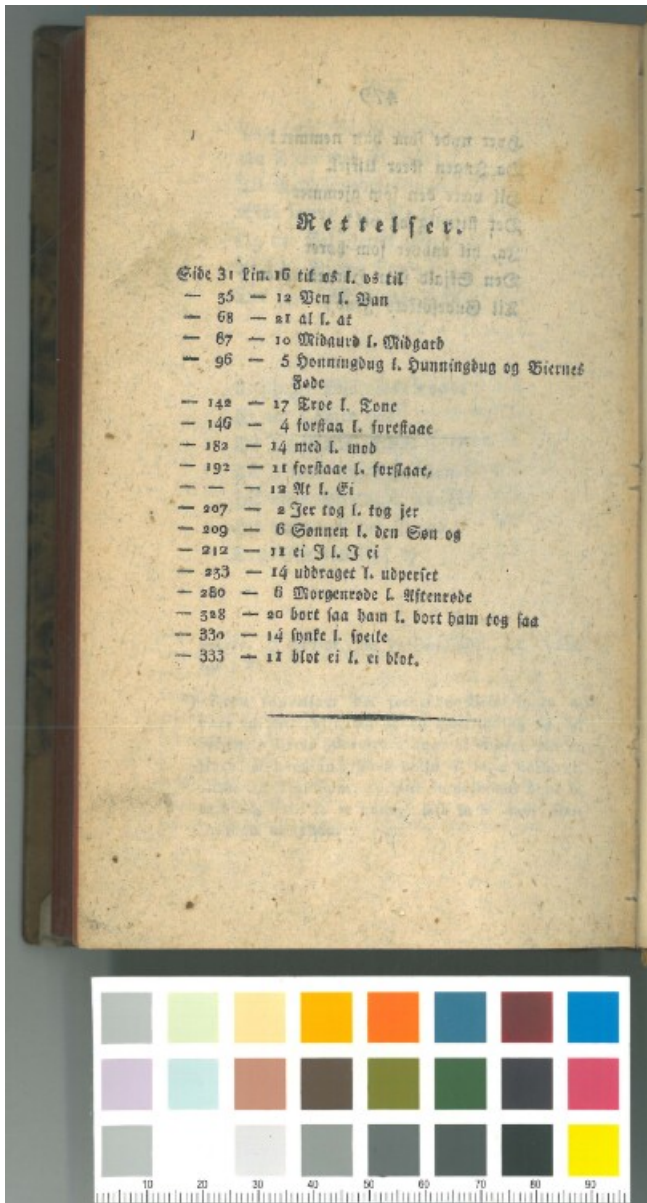 Rettelser.
Side 31 Lin. 16 til os l. os til
— 36 — 12 Ven l. Van
— 68 — 21 al l. at
— 87 — 10 Midgurd l. Midgard
— 96 — 5 Honningdug l. Hunningdug og Biernes
Føde
— 142 — 17 Troe l. Tone
— 146 — 4 forstaa l. forestaae
— 182 — 14 med l. mod
— 192 — 11 forstaae l. forslaae,
— — — 12 At l. Ei
— 207 — 2 Jer tog l. tog jer
— 209 — 6 Sønnen l. den Søn og
— 212 — 11 ei I l. I ei
— 253 — 14 uddraget l. udperset
— 280 — 6 Morgenrøde l. Aftenrøde
— 328 — 20 bort saa ham l. bort ham tog saa
— 330 — 14 synke l. speile
— 333 — 11 blot ei l. ei blot.
10 20 30 40 50 60 70 80 90